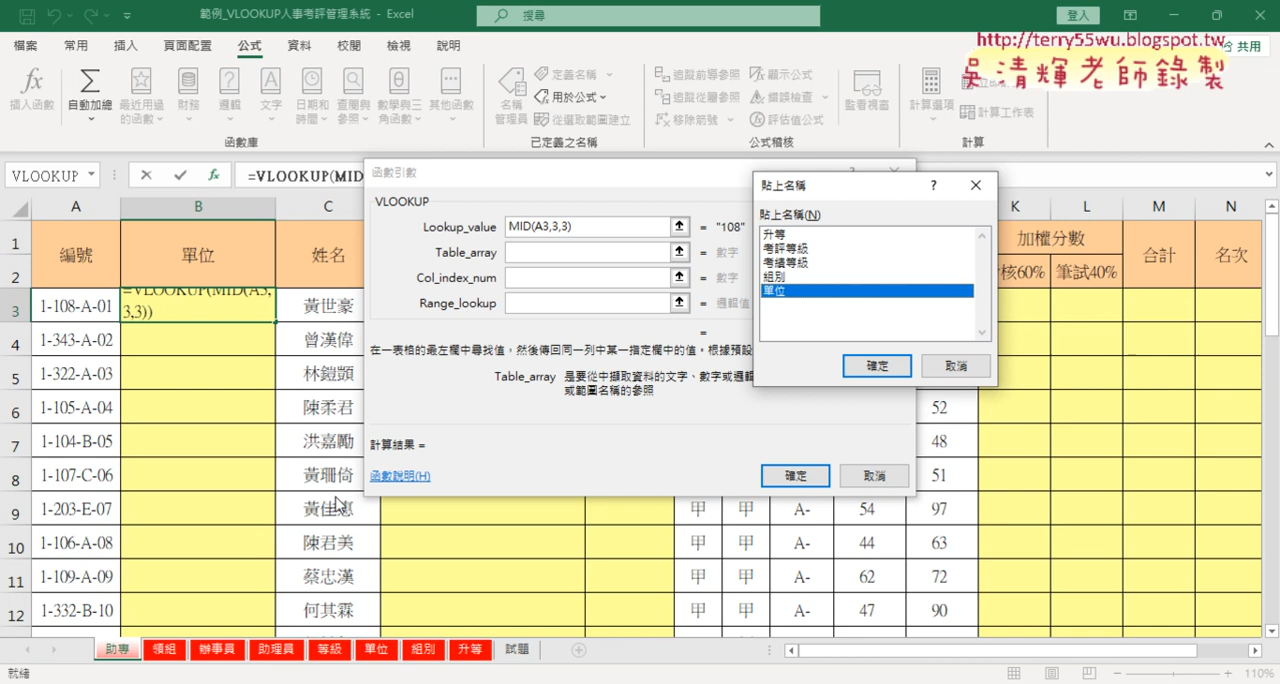 範例_VLOOKUP人事考評管理系統 - Excel
搜尋
登入
檔案 常用 插入 頁面配置 公式 資料 校閱 檢視 說明
共用
http://terry55wu.blogspot.tw
吳清輝老師錄製
插入函數
自動加總
最近用過的函數
財務
邏輯
文字
日期和時間
查閱與參照
數學與三角函數
其他函數
函數庫
名稱管理員
定義名稱
用於公式
從選取範圍建立
已定義之名稱
追蹤前導參照
追蹤從屬參照
移除箭號
顯示公式
錯誤檢查
評估值公式
公式稽核
監看視窗
計算選項
計算工作表
計算
VLOOKUP
=VLOOKUP(MID
函數引數
VLOOKUP
Lookup_value MID(A3,3,3) = "108"
Table_array = 數字
Col_index_num = 數字
Range_lookup = 邏輯值
=
在一表格的最左欄中尋找值，然後傳回同一列中某一指定欄中的值。根據預設
Table_array 是要從中擷取資料的文字、數字或邏輯
或範圍名稱的參照
計算結果 =
函數說明(H)
確定 取消
貼上名稱
?
貼上名稱(N)
升等
考評等級
考績等級
組別
單位
確定 取消
A B C K L M N
編號 單位 姓名 加權分數 合計 名次
核60% 筆試40%
1
2
3 1-108-A-01 =VLOOKUP(MID(A3,
3,3)) 黃世豪
4 1-343-A-02 曾漢偉
5 1-322-A-03 林鎧顗
6 1-105-A-04 陳柔君 52
7 1-104-B-05 洪嘉勵 48
8 1-107-C-06 黃珊倚 51
9 1-203-E-07 黃佳惠 甲 甲 A- 54 97
10 1-106-A-08 陳君美 甲 甲 A- 44 63
11 1-109-A-09 蔡忠漢 甲 甲 A- 62 72
12 1-332-B-10 何其霖 甲 甲 A- 47 90
助專 領組 辦事員 助理員 等級 單位 組別 升等 試題
就緒
110%